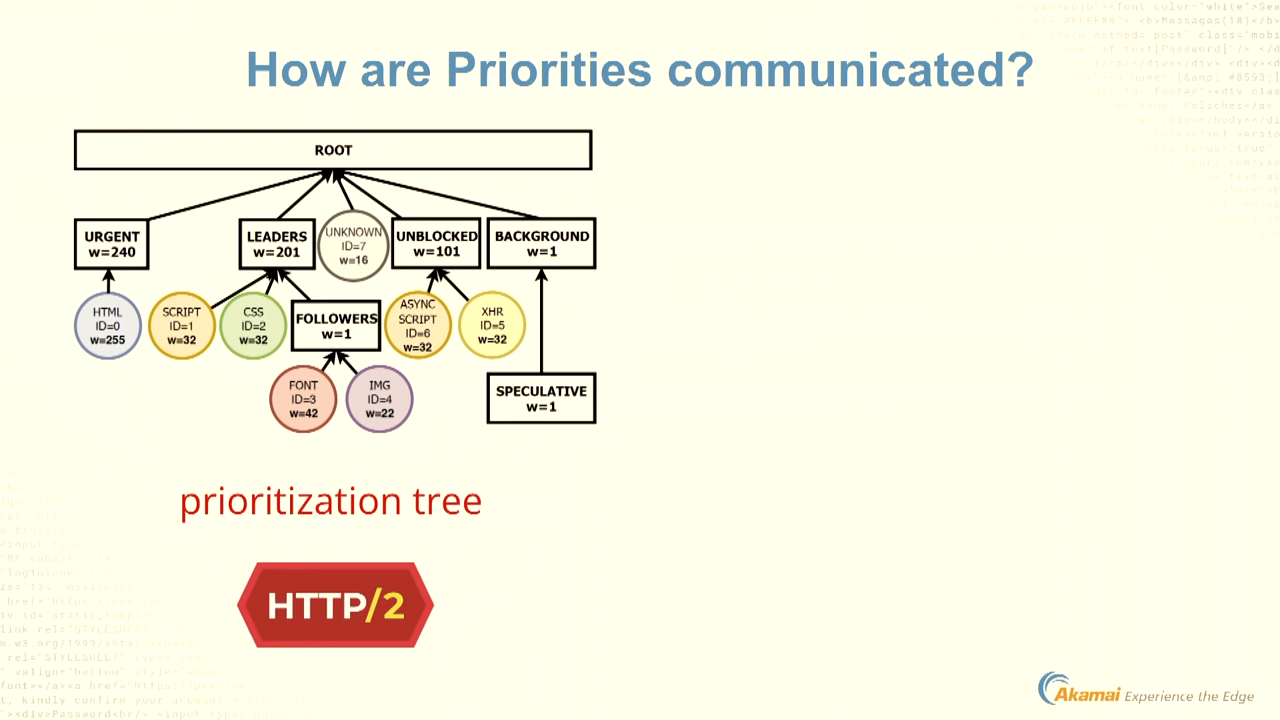 How are Priorities communicated?
ROOT
URGENT
w=240
LEADERS
w=201
UNKNOWN
ID=7
w=16
UNBLOCKED
w=101
BACKGROUND
w=1
HTML
ID=0
w=255
SCRIPT
ID=1
w=32
CSS
ID=2
w=32
FOLLOWERS
w=1
ASYNC
SCRIPT
ID=6
w=32
XHR
ID=5
w=32
FONT
ID=3
w=42
IMG
ID=4
w=22
SPECULATIVE
w=1
prioritization tree
HTTP/2
Akamai Experience the Edge